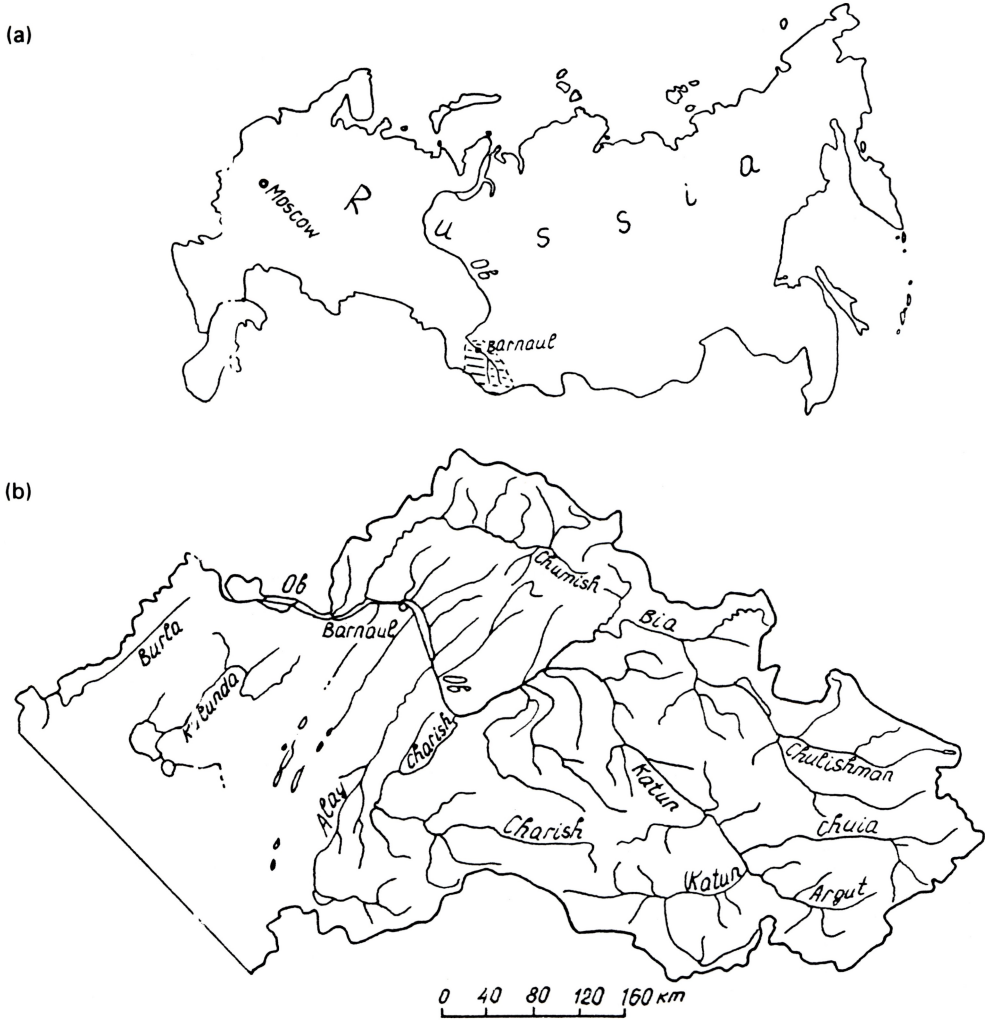 (a)
Moscow
R u s s i a
Ob
Barnaul
(b)
Ob
Chumish
Barnaul
Bia
Burla
Ob
Charish
Chulishman
Katun
Alay
Charish
Chuia
Katun
Argut
0 40 80 120 160 км